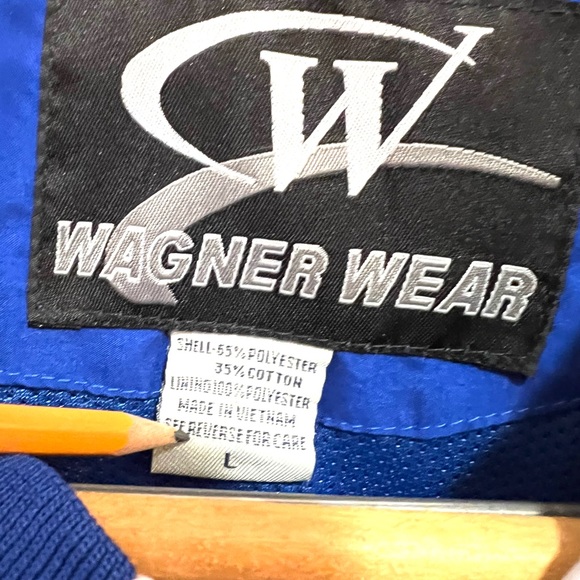 W
WAGNER WEAR
SHELL-65% POLYESTER
35% COTTON
LINING100% POLYESTER
MADE IN VIETNAM
SEE REVERSE FOR CARE
L